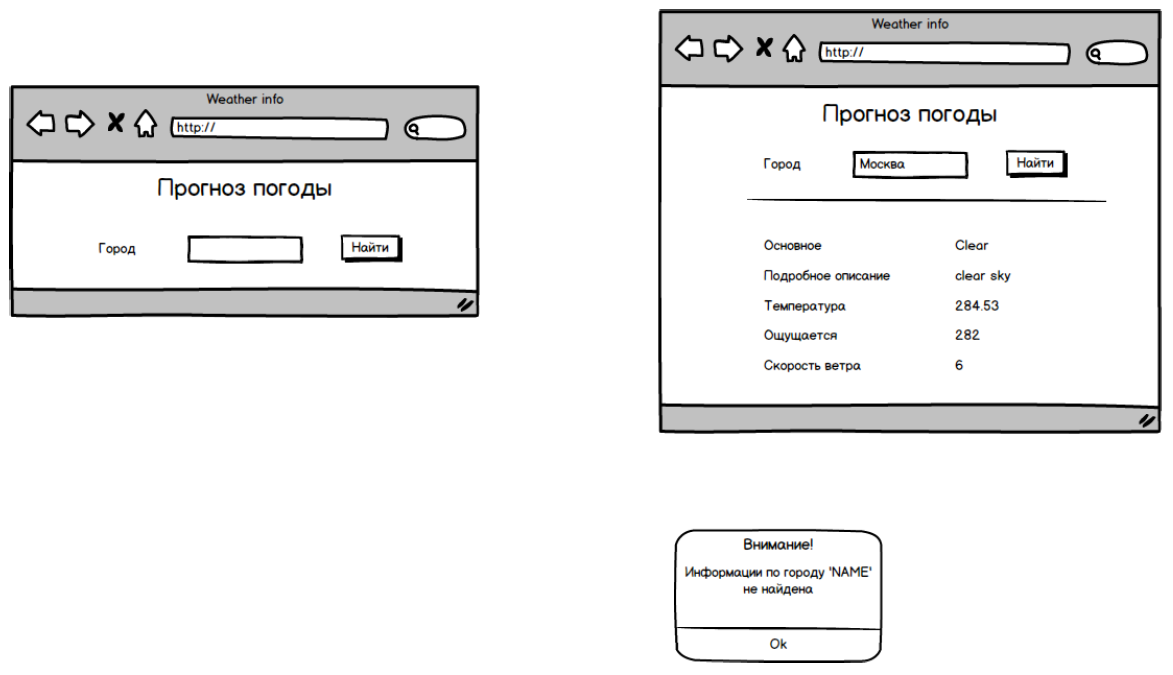 Weather info
http://
Прогноз погоды
Город
Найти
Weather info
http://
Прогноз погоды
Город Москва Найти
Основное Clear
Подробное описание clear sky
Температура 284.53
Ощущается 282
Скорость ветра 6
Внимание!
Информации по городу 'NAME'
не найдена
Ok